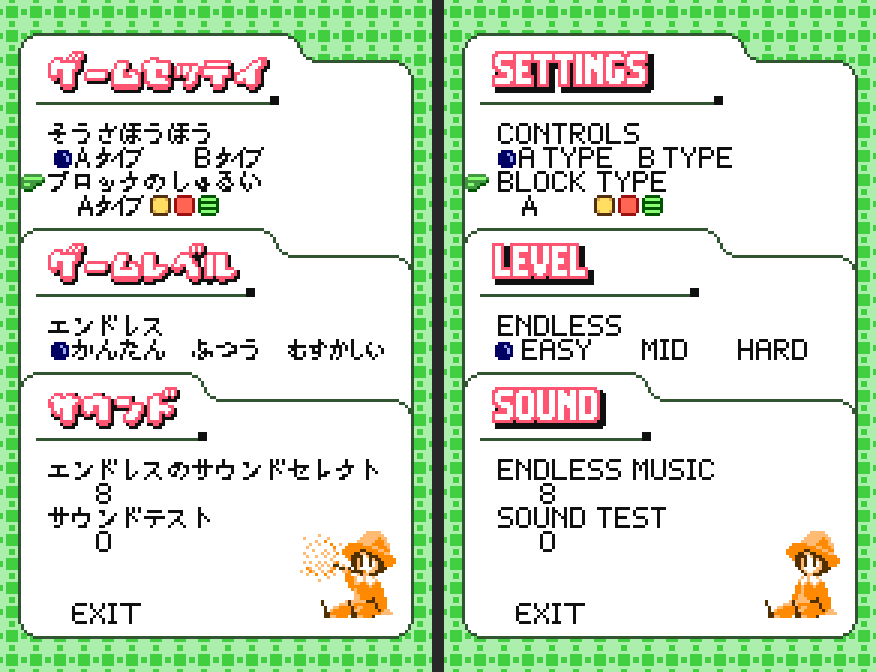 ゲームセッテイ
そうさほうほう
Aタイプ Bタイプ
ブロックのしゅるい
Aタイプ
ゲームレベル
エンドレス
かんたん ふつう むずかしい
サウンド
エンドレスのサウンドセレクト
8
サウンドテスト
0
EXIT
SETTINGS
CONTROLS
A TYPE B TYPE
BLOCK TYPE
A
LEVEL
ENDLESS
EASY MID HARD
SOUND
ENDLESS MUSIC
8
SOUND TEST
0
EXIT